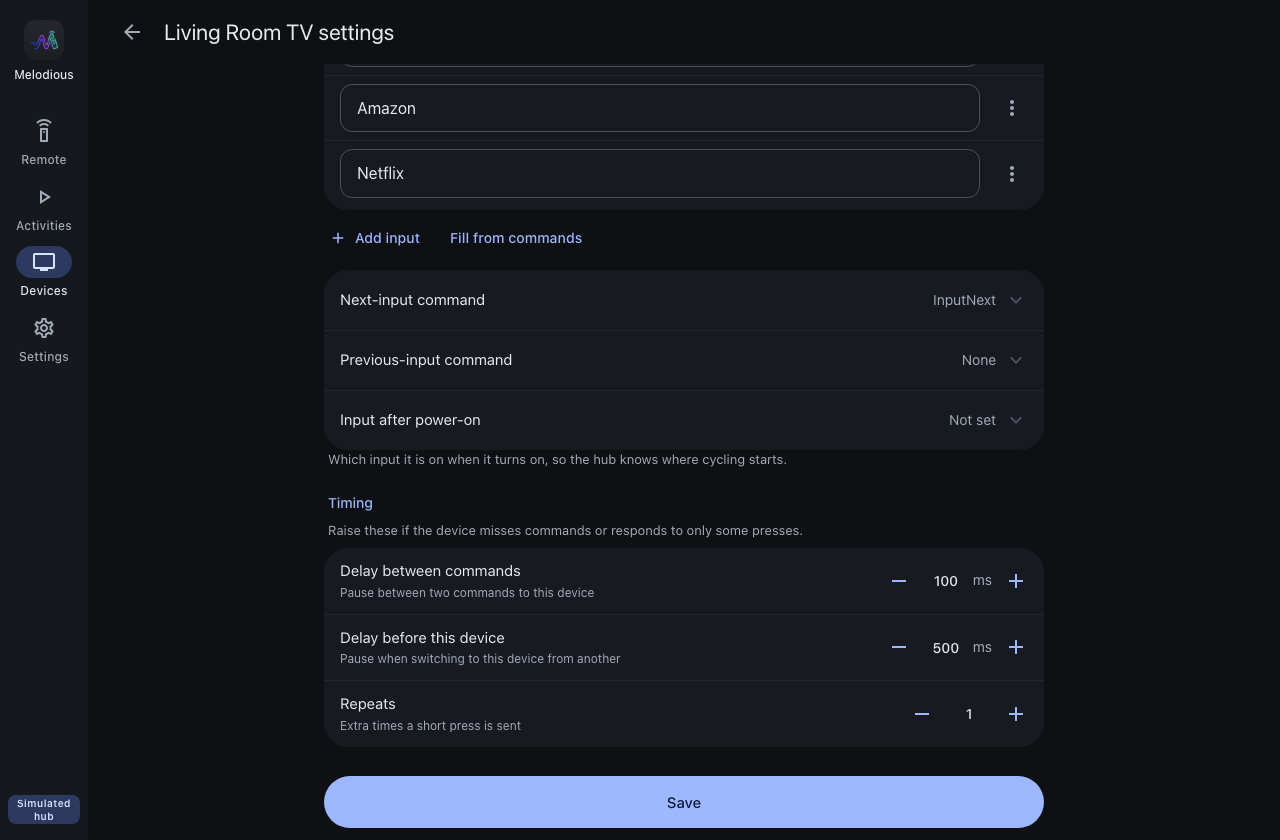 Living Room TV settings
Melodious
Remote
Activities
Devices
Settings
Simulated
hub
Amazon
Netflix
Add input
Fill from commands
Next-input command
InputNext
Previous-input command
None
Input after power-on
Not set
Which input it is on when it turns on, so the hub knows where cycling starts.
Timing
Raise these if the device misses commands or responds to only some presses.
Delay between commands
100 ms
Pause between two commands to this device
Delay before this device
500 ms
Pause when switching to this device from another
Repeats
1
Extra times a short press is sent
Save